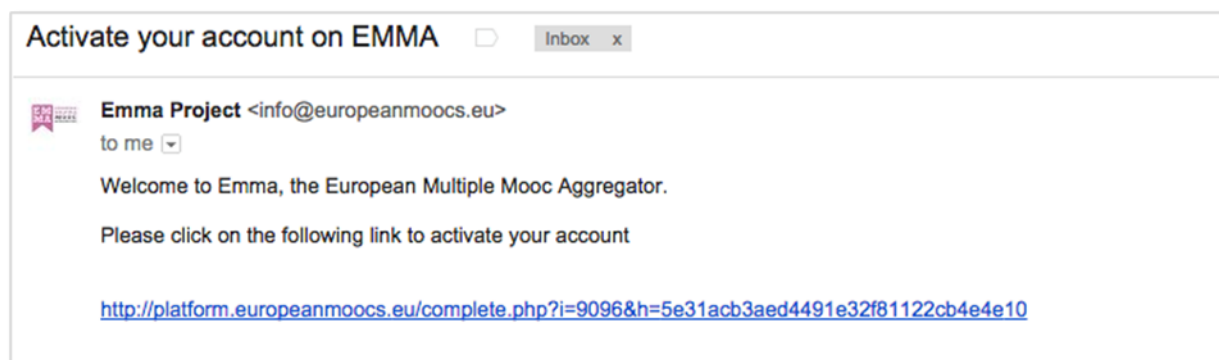 Activate your account on EMMA
Inbox x
Emma Project <info@europeanmoocs.eu>
to me
Welcome to Emma, the European Multiple Mooc Aggregator.
Please click on the following link to activate your account
http://platform.europeanmoocs.eu/complete.php?i=9096&h=5e31acb3aed4491e32f81122cb4e4e10